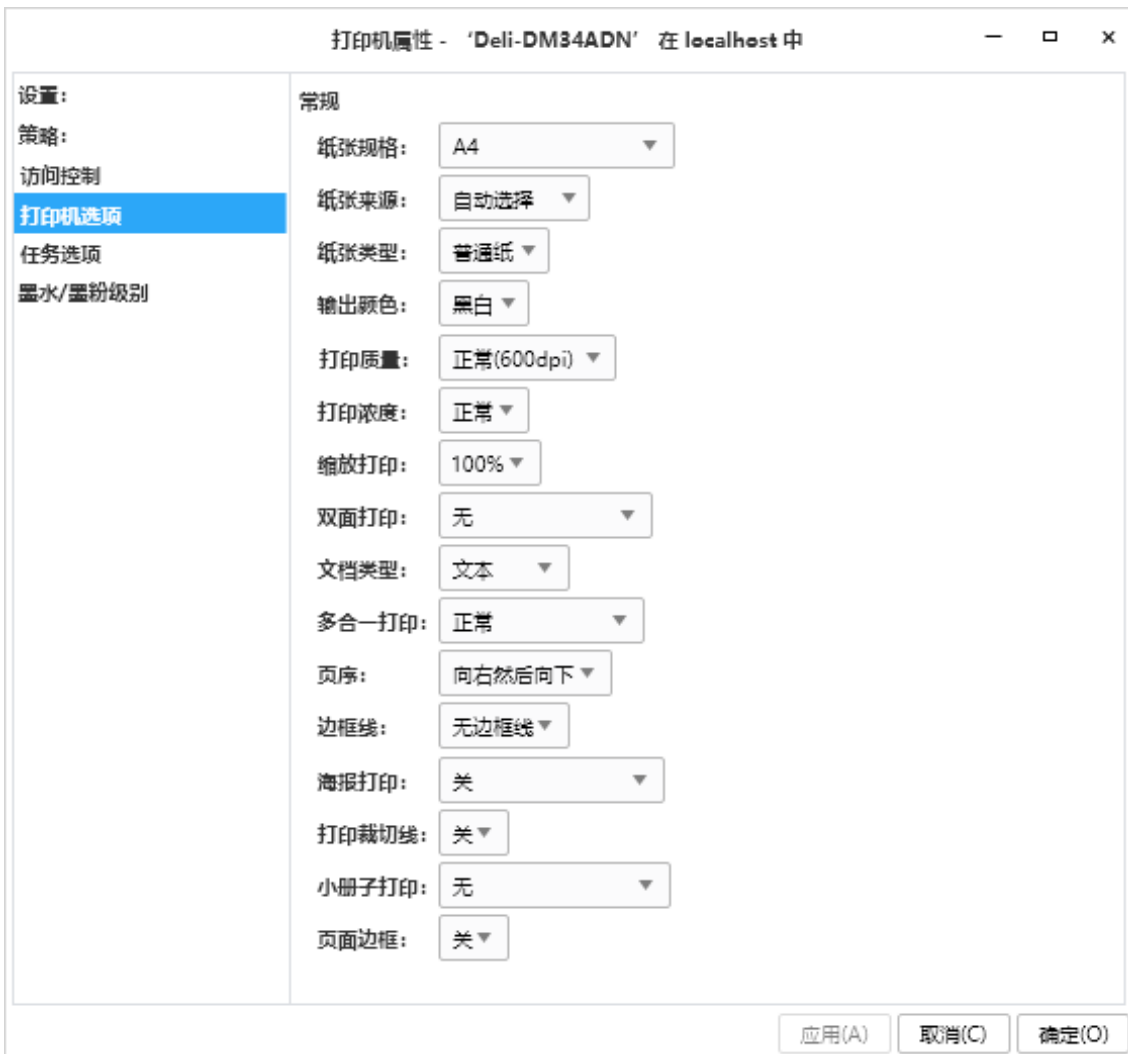 打印机属性 - ‘Deli-DM34ADN’ 在 localhost 中
设置：
策略：
访问控制
打印机选项
任务选项
墨水/墨粉级别
常规
纸张规格： A4
纸张来源： 自动选择
纸张类型： 普通纸
输出颜色： 黑白
打印质量： 正常(600dpi)
打印浓度： 正常
缩放打印： 100%
双面打印： 无
文档类型： 文本
多合一打印： 正常
页序： 向右然后向下
边框线： 无边框线
海报打印： 关
打印裁切线： 关
小册子打印： 无
页面边框： 关
应用(A) 取消(C) 确定(O)